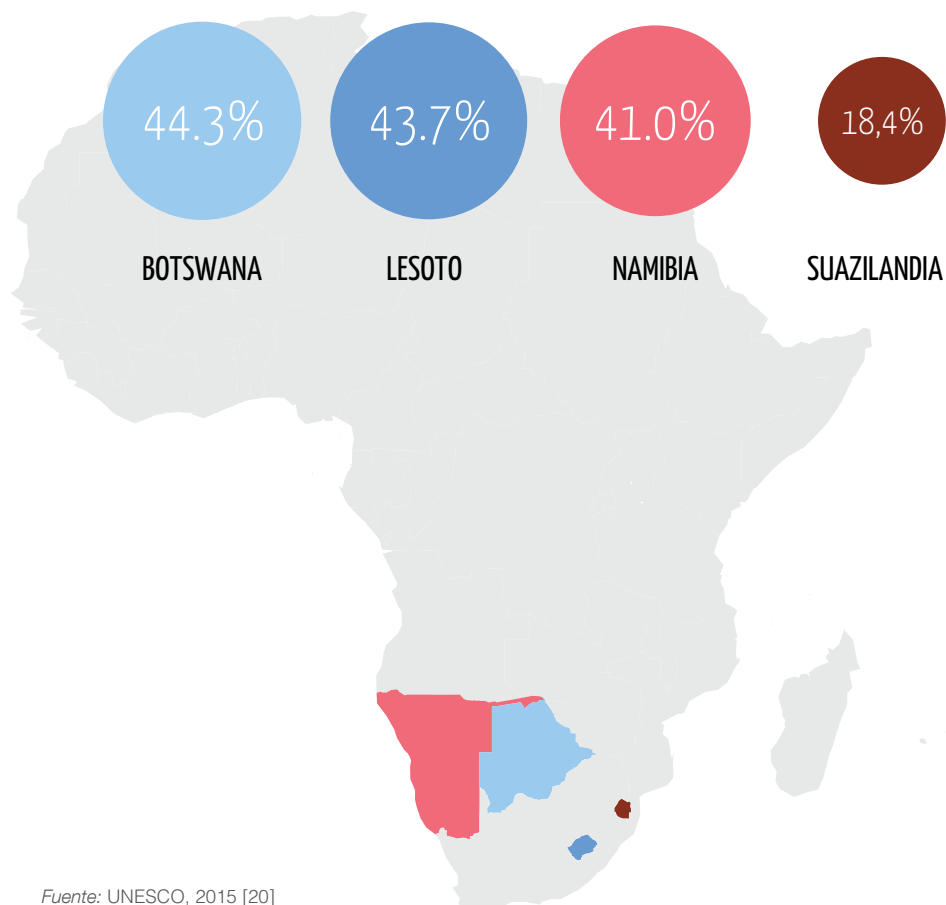 44.3% 43.7% 41.0% 18,4%
BOTSWANA LESOTO NAMIBIA SUAZILANDIA
Fuente: UNESCO, 2015 [20]